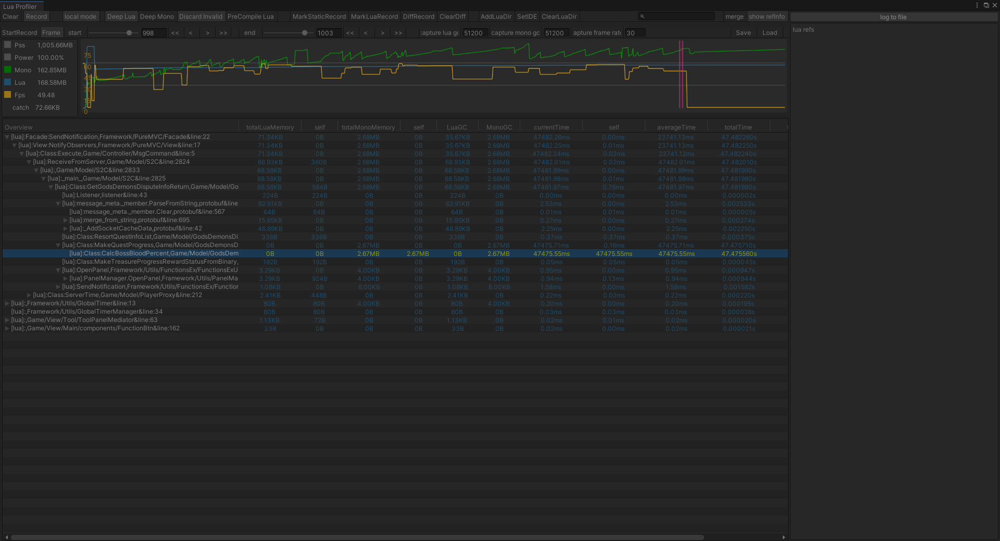 Lua Profiler
Clear Record local mode Deep Lua Deep Mono Discard Invalid PreCompile Lua MarkStaticRecord MarkLuaRecord DiffRecord ClearDiff AddLuaDir SetIDE ClearLuaDir merge show refInfo log to file
StartRecord Frame start 998 << < > >> end 1003 << < > >> :apture lua gc 51200 capture mono gc 51200 apture frame rate 30 Save Load lua refs
Pss 1,005.66MB
Power 100.00%
Mono 162.85MB
Lua 168.58MB
Fps 49.48
catch 72.66KB
75
60
45
30
15
0
Overview totalLuaMemory self totalMonoMemory self LuaGC MonoGC currentTime self averageTime totalTime
[lua]:Facade:SendNotification,Framework/PureMVC/Facade&line:22 71.34KB 0B 2.68MB 0B 35.67KB 2.68MB 47482.26ms 0.00ms 23741.13ms 47.482260s
[lua]:View:NotifyObservers,Framework/PureMVC/View&line:17 71.34KB 0B 2.68MB 0B 35.67KB 2.68MB 47482.25ms 0.00ms 23741.13ms 47.482250s
[lua]:Class:Execute,Game/Controller/MsgCommand&line:5 71.34KB 0B 2.68MB 0B 35.67KB 2.68MB 47482.24ms 0.02ms 23741.12ms 47.482240s
[lua]:ReceiveFromServer,Game/Model/S2C&line:2824 68.93KB 360B 2.68MB 0B 68.93KB 2.68MB 47482.01ms 0.02ms 47482.01ms 47.482010s
[lua]:,Game/Model/S2C&line:2833 68.58KB 0B 2.68MB 0B 68.58KB 2.68MB 47481.99ms 0.00ms 47481.99ms 47.481990s
[lua]:_main_,Game/Model/S2C&line:2825 68.58KB 0B 2.68MB 0B 68.58KB 2.68MB 47481.98ms 0.01ms 47481.98ms 47.481980s
[lua]:Class:GetGodsDemonsDisputeInfoReturn,Game/Model/Go 68.58KB 584B 2.68MB 0B 68.58KB 2.68MB 47481.97ms 0.78ms 47481.97ms 47.481980s
[lua]:Listener,listener&line:43 224B 224B 0B 0B 224B 0B 0.00ms 0.00ms 0.00ms 0.000002s
[lua]:message_meta._member.ParseFromString,protobuf&line 62.91KB 0B 0B 0B 62.91KB 0B 2.53ms 0.00ms 2.53ms 0.002533s
[lua]:message_meta._member.Clear,protobuf&line:567 64B 64B 0B 0B 64B 0B 0.01ms 0.01ms 0.01ms 0.000005s
[lua]:merge_from_string,protobuf&line:695 15.95KB 0B 0B 0B 15.95KB 0B 0.27ms 0.00ms 0.27ms 0.000274s
[lua]:_AddSocketCacheData,protobuf&line:42 46.89KB 0B 0B 0B 46.89KB 0B 2.25ms 0.00ms 2.25ms 0.002250s
[lua]:Class:ResortQuestInfoList,Game/Model/GodsDemonsDi 336B 336B 0B 0B 336B 0B 0.37ms 0.37ms 0.37ms 0.000375s
[lua]:Class:MakeQuestProgress,Game/Model/GodsDemonsD 0B 0B 2.67MB 0B 0B 2.67MB 47475.71ms 0.16ms 47475.71ms 47.475710s
[lua]:Class:CalcBossBloodPercent,Game/Model/GodsDem 0B 0B 2.67MB 2.67MB 0B 2.67MB 47475.55ms 47475.55ms 47475.55ms 47.475560s
[lua]:Class:MakeTreasureProgressRewardStatusFromBinary, 192B 192B 0B 0B 192B 0B 0.05ms 0.05ms 0.05ms 0.000045s
[lua]:OpenPanel,Framework/Utils/FunctionsEx/FunctionsExU 3.29KB 0B 4.00KB 0B 3.29KB 4.00KB 0.95ms 0.00ms 0.95ms 0.000947s
[lua]:PanelManager.OpenPanel,Framework/Utils/PanelMa 3.29KB 924B 4.00KB 0B 3.29KB 4.00KB 0.94ms 0.13ms 0.94ms 0.000944s
[lua]:SendNotification,Framework/Utils/FunctionsEx/Function 1.08KB 0B 8.00KB 0B 1.08KB 8.00KB 1.58ms 0.00ms 1.58ms 0.001582s
[lua]:Class:ServerTime,Game/Model/PlayerProxy&line:212 2.41KB 448B 0B 0B 2.41KB 0B 0.22ms 0.02ms 0.22ms 0.000220s
[lua]:,Framework/Utils/GlobalTimer&line:13 80B 80B 4.00KB 0B 80B 4.00KB 0.20ms 0.00ms 0.20ms 0.000195s
[lua]:,Framework/Utils/GlobalTimerManager&line:34 80B 80B 0B 0B 80B 0B 0.03ms 0.03ms 0.03ms 0.000028s
[lua]:,Game/View/Tool/ToolPanelMediator&line:63 1.13KB 72B 0B 0B 1.13KB 0B 0.02ms 0.01ms 0.02ms 0.000020s
[lua]:,Game/View/Main/components/FunctionBtn&line:162 33B 0B 0B 0B 33B 0B 0.02ms 0.00ms 0.02ms 0.000021s